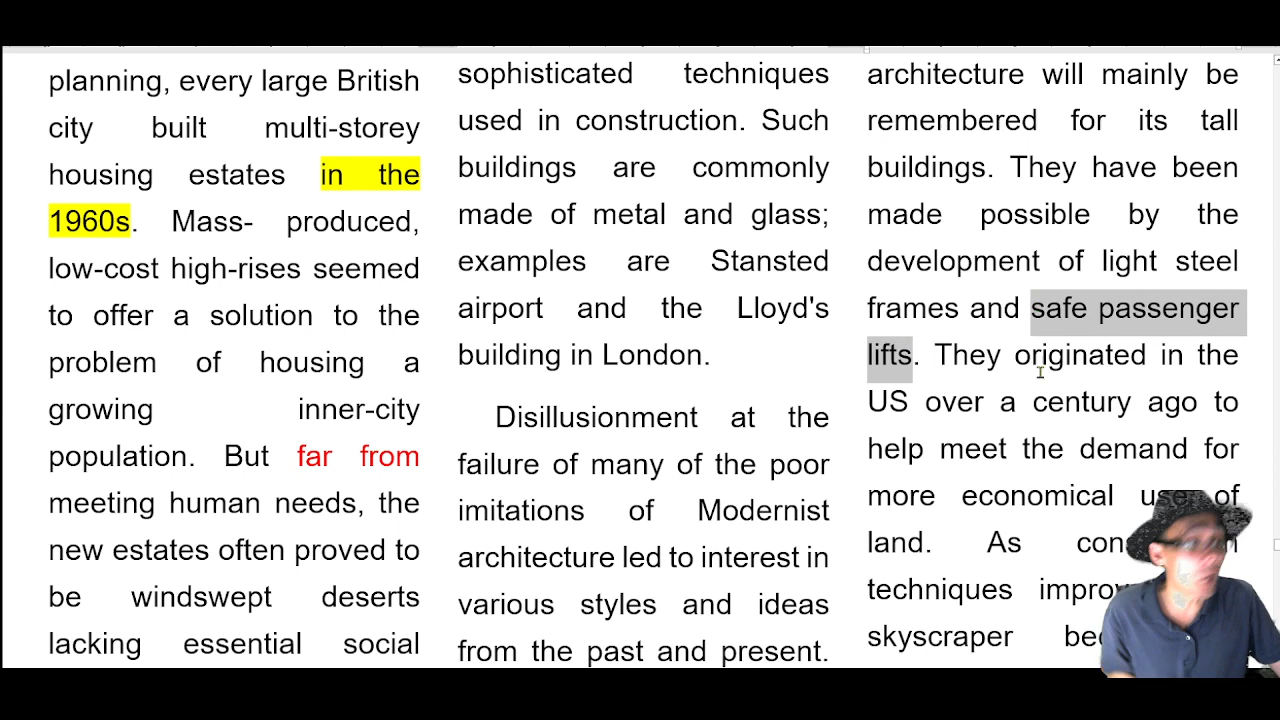 planning, every large British
city built multi-storey
housing estates in the
1960s. Mass- produced,
low-cost high-rises seemed
to offer a solution to the
problem of housing a
growing inner-city
population. But far from
meeting human needs, the
new estates often proved to
be windswept deserts
lacking essential social
sophisticated techniques
used in construction. Such
buildings are commonly
made of metal and glass;
examples are Stansted
airport and the Lloyd's
building in London.
Disillusionment at the
failure of many of the poor
imitations of Modernist
architecture led to interest in
various styles and ideas
from the past and present.
architecture will mainly be
remembered for its tall
buildings. They have been
made possible by the
development of light steel
frames and safe passenger
lifts. They originated in the
US over a century ago to
help meet the demand for
more economical use of
land. As
techniques
skyscraper